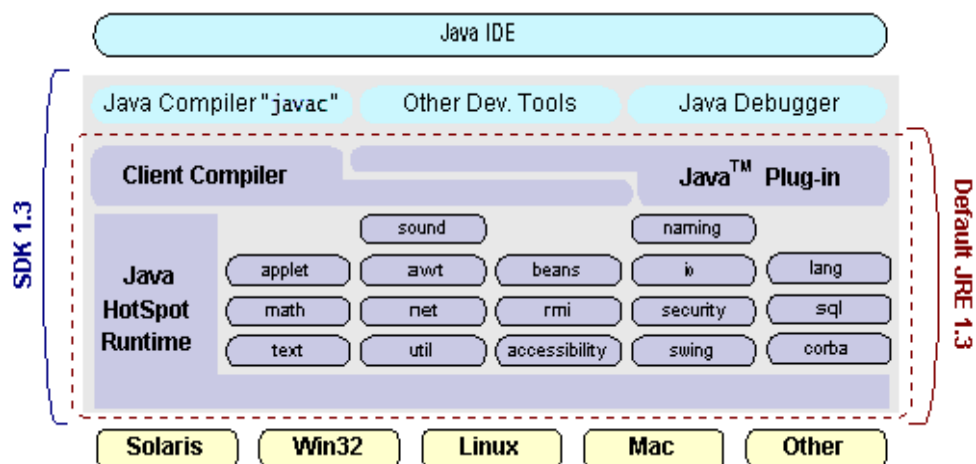 Java IDE
Java Compiler "javac"
Other Dev. Tools
Java Debugger
Client Compiler
Java™ Plug-in
SDK 1.3
Default JRE 1.3
Java
HotSpot
Runtime
sound
naming
applet
awt
beans
io
lang
math
net
rmi
security
sql
text
util
accessibility
swing
corba
Solaris
Win32
Linux
Mac
Other